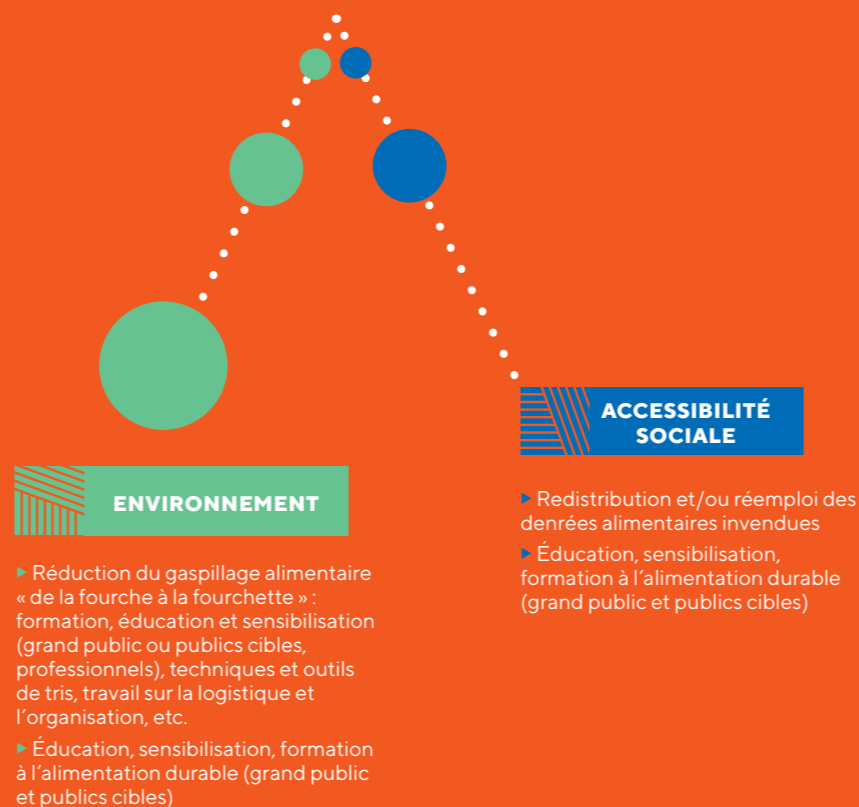 ENVIRONNEMENT
▶ Réduction du gaspillage alimentaire
« de la fourche à la fourchette » :
formation, éducation et sensibilisation
(grand public ou publics cibles,
professionnels), techniques et outils
de tris, travail sur la logistique et
l’organisation, etc.
▶ Éducation, sensibilisation, formation
à l’alimentation durable (grand public
et publics cibles)
ACCESSIBILITÉ
SOCIALE
▶ Redistribution et/ou réemploi des
denrées alimentaires invendues
▶ Éducation, sensibilisation,
formation à l’alimentation durable
(grand public et publics cibles)